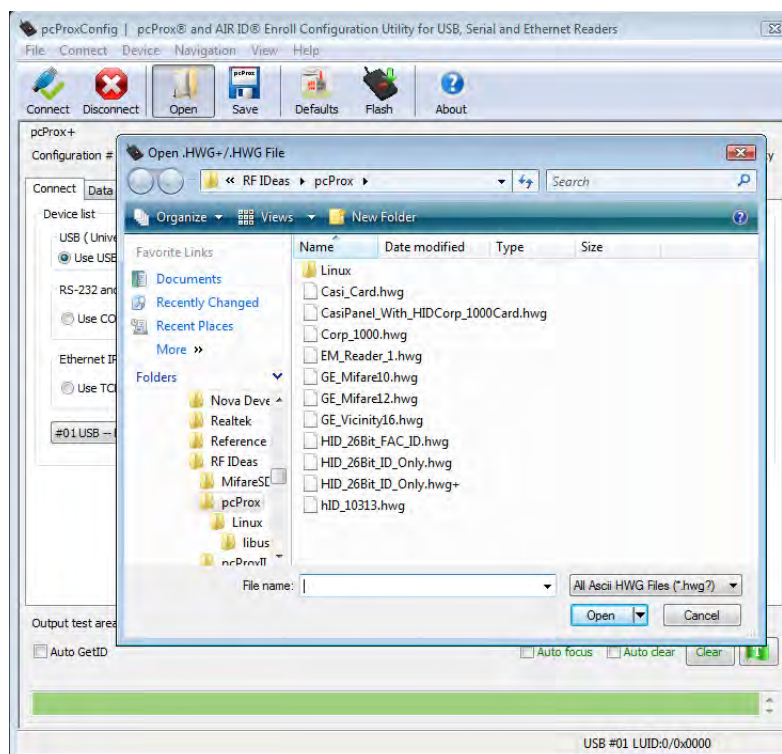 pcProxConfig | pcProx® and AIR ID® Enroll Configuration Utility for USB, Serial and Ethernet Readers
File Connect Device Navigation View Help
pcProx
Connect Disconnect Open Save Defaults Flash About
pcProx+
Configuration #
Open .HWG+/.HWG File
« RF IDeas pcProx
Search
Connect Data
Organize Views New Folder
Device list
USB ( Unive
Use USE
RS-232 and
Use CO
Ethernet IP
Use TC
#01 USB --
Favorite Links
Documents
Recently Changed
Recent Places
More »
Folders
Nova Deve
Realtek
Reference
RF IDeas
MifareSD
pcProx
Linux
libus
pcProxII
Name Date modified Type Size
Linux
Casi_Card.hwg
CasiPanel_With_HIDCorp_1000Card.hwg
Corp_1000.hwg
EM_Reader_1.hwg
GE_Mifare10.hwg
GE_Mifare12.hwg
GE_Vicinity16.hwg
HID_26Bit_FAC_ID.hwg
HID_26Bit_ID_Only.hwg
HID_26Bit_ID_Only.hwg+
hID_10313.hwg
File name:
All Ascii HWG Files (*.hwg?)
Open Cancel
Output test area
Auto GetID
Auto focus Auto clear Clear
USB #01 LUID:0/0x0000